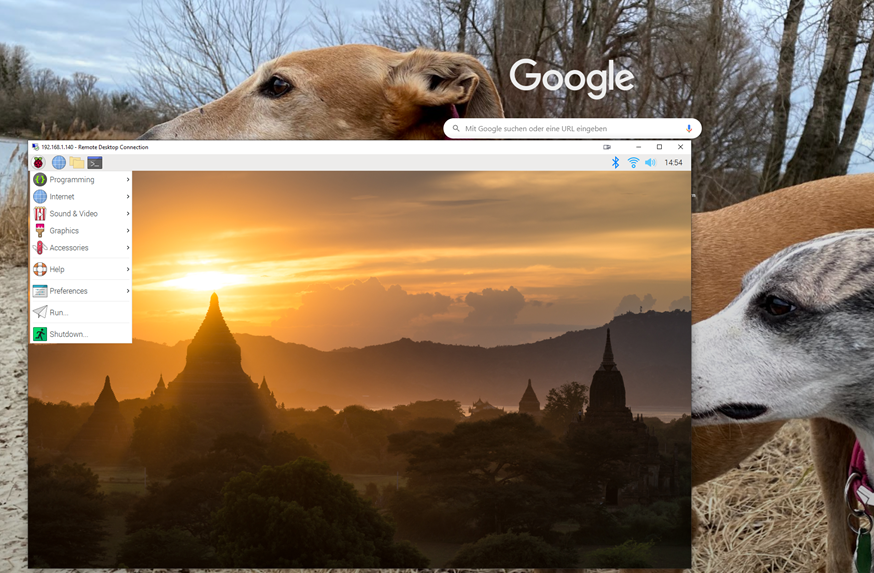 Google
Mit Google suchen oder eine URL eingeben
192.168.1.140 - Remote Desktop Connection
14:54
Programming
Internet
Sound & Video
Graphics
Accessories
Help
Preferences
Run...
Shutdown...